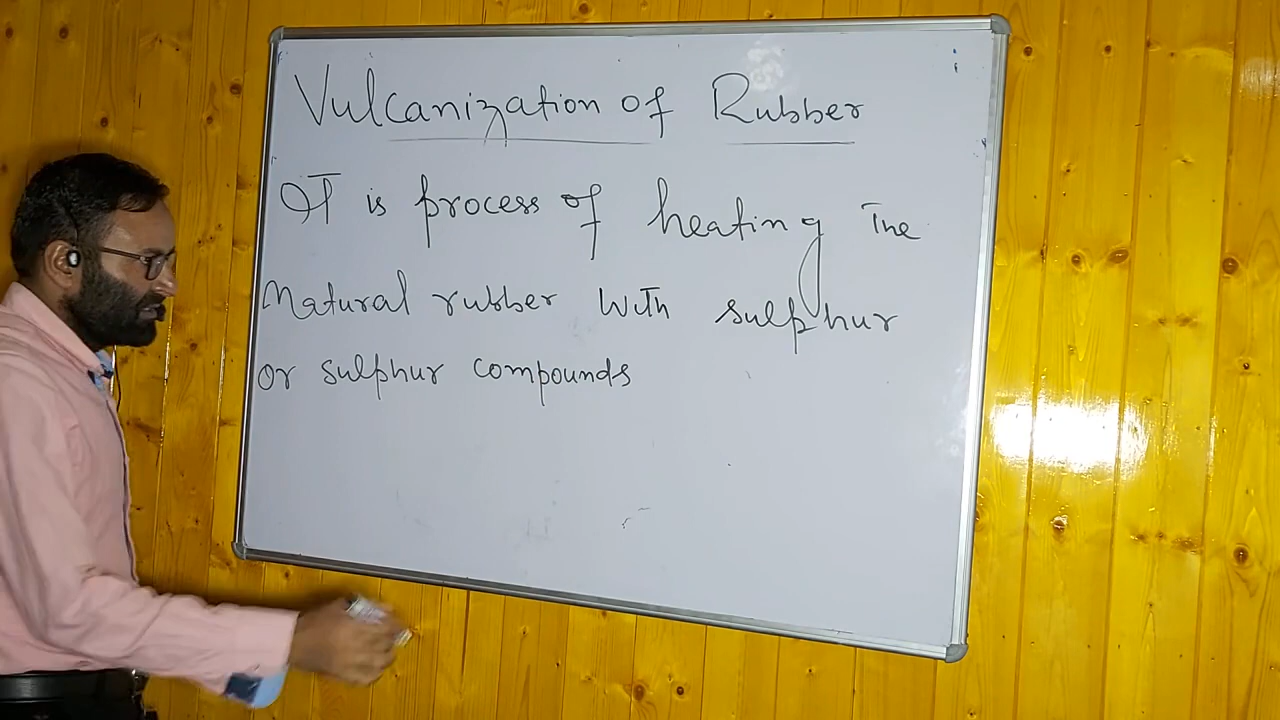 Vulcanization of Rubber
It is process of heating the
Natural rubber with sulphur
or sulphur compounds